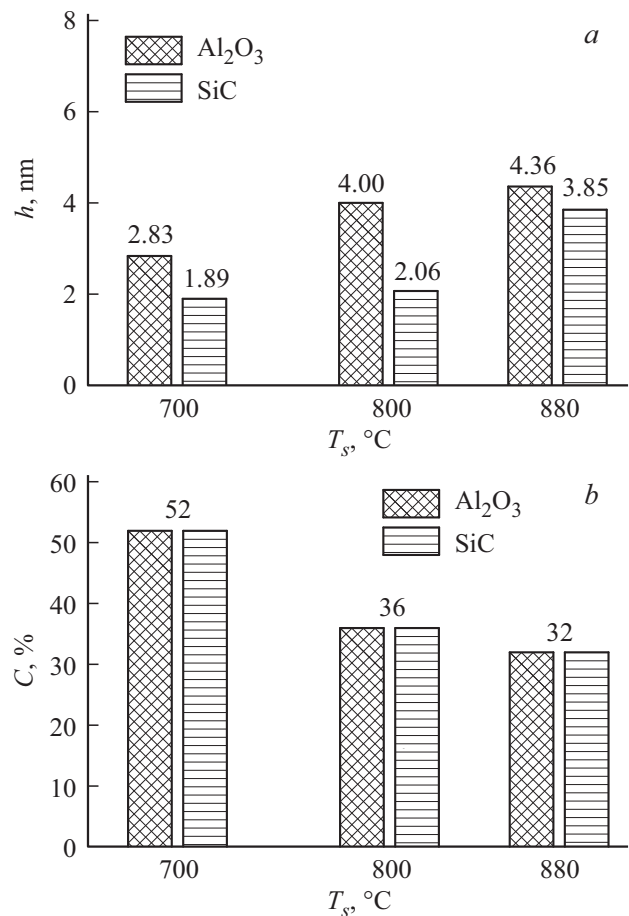 8
a
Al₂O₃
SiC
6
4.36
4.00
3.85
4
2.83
2.06
1.89
2
0
h, nm
700 800 880
Tₛ, °C
60
b
52
Al₂O₃
SiC
50
40
36
32
30
20
10
0
C, %
700 800 880
Tₛ, °C